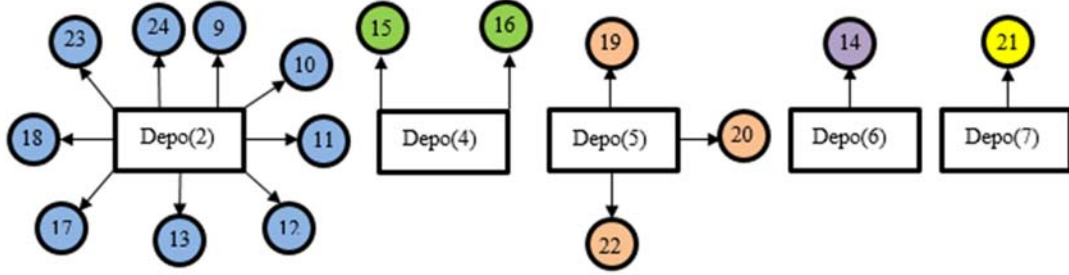 23 24 9 10
18 Depo(2) 11
17 13 12
15 16
Depo(4)
19
Depo(5) 20
22
14
Depo(6)
21
Depo(7)